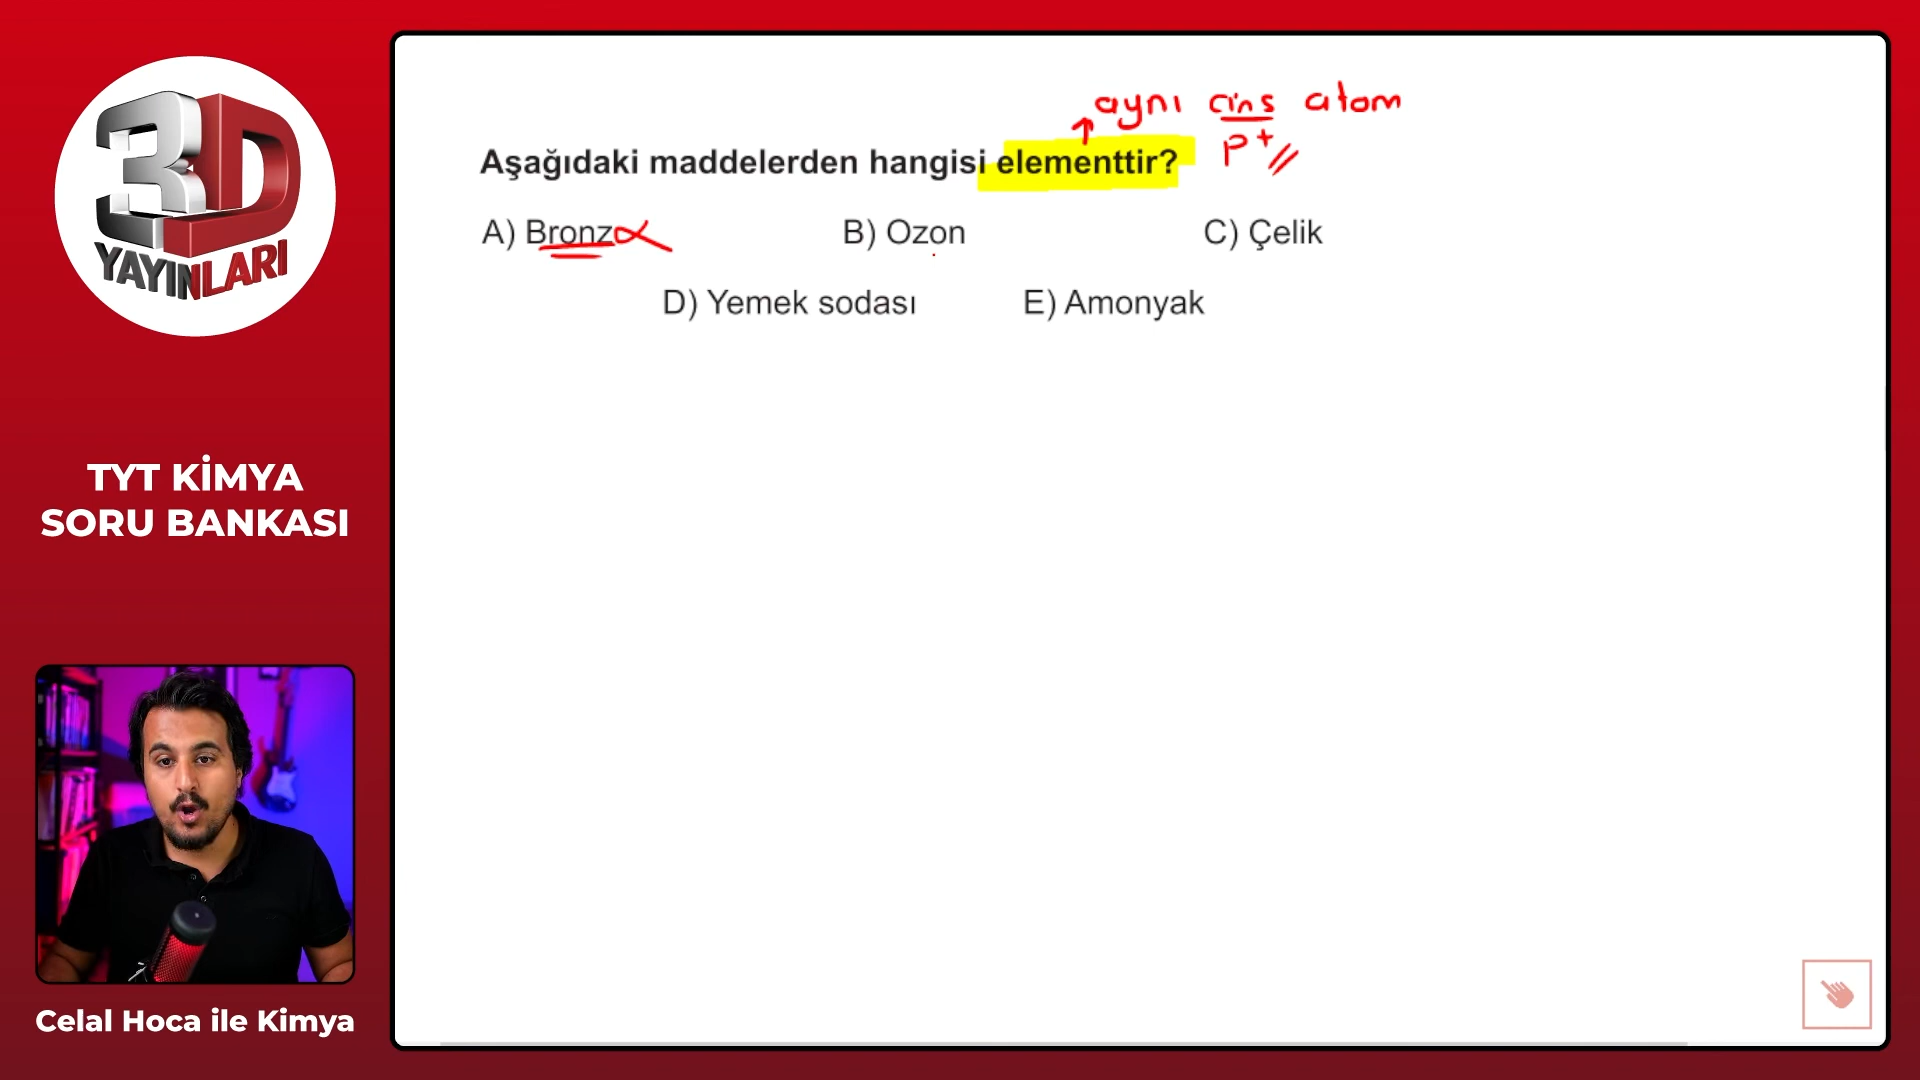 3D
YAYINLARI
TYT KİMYA
SORU BANKASI
Celal Hoca ile Kimya
aynı cins atom
p+
Aşağıdaki maddelerden hangisi elementtir?
A) Bronz B) Ozon C) Çelik
D) Yemek sodası E) Amonyak